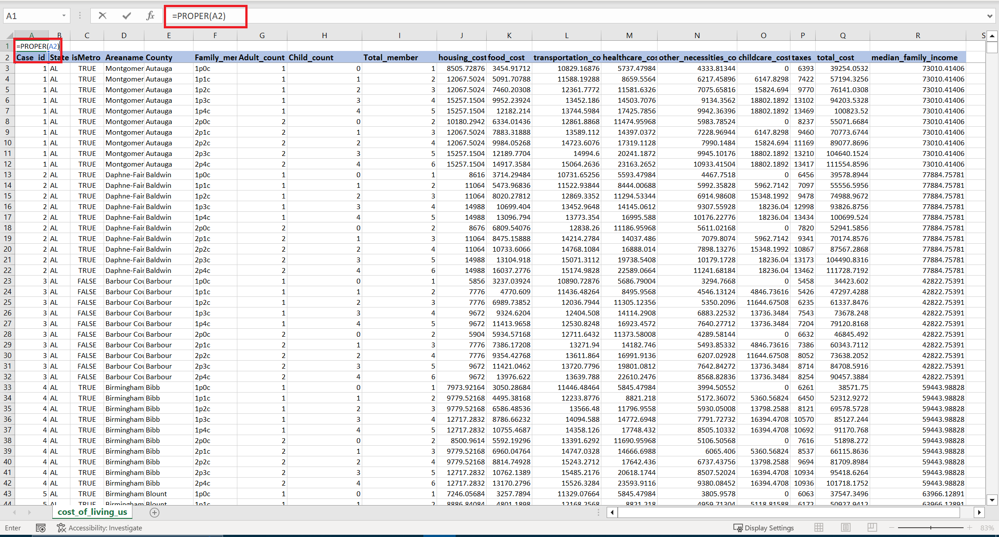 A1 fx =PROPER(A2)
A B C D E F G H I J K L M N O P Q R S
1 =PROPER(A2)
2 Case_id State isMetro Areaname County Family_mer Adult_count Child_count Total_member housing_cost food_cost transportation_co healthcare_cos other_necessities_co childcare_cost taxes total_cost median_family_income
3 1 AL TRUE Montgomer Autauga 1p0c 1 0 1 8505.72876 3454.91712 10829.16876 5737.47984 4333.81344 0 6393 39254.0532 73010.41406
4 1 AL TRUE Montgomer Autauga 1p1c 1 1 2 12067.5024 5091.70788 11588.19288 8659.5564 6217.45896 6147.8298 7422 57194.3256 73010.41406
5 1 AL TRUE Montgomer Autauga 1p2c 1 2 3 12067.5024 7460.20308 12361.7772 11581.6326 7075.65816 15824.694 9770 76141.0308 73010.41406
6 1 AL TRUE Montgomer Autauga 1p3c 1 3 4 15257.1504 9952.23924 13452.186 14503.7076 9134.3562 18802.1892 13102 94203.5328 73010.41406
7 1 AL TRUE Montgomer Autauga 1p4c 1 4 5 15257.1504 12182.214 13744.5984 17425.7856 9942.36396 18802.1892 13469 100823.52 73010.41406
8 1 AL TRUE Montgomer Autauga 2p0c 2 0 2 10180.2942 6334.01436 12861.8868 11474.95968 5983.78524 0 8237 55071.6684 73010.41406
9 1 AL TRUE Montgomer Autauga 2p1c 2 1 3 12067.5024 7883.31888 13589.112 14397.0372 7228.96944 6147.8298 9460 70773.6744 73010.41406
10 1 AL TRUE Montgomer Autauga 2p2c 2 2 4 12067.5024 9984.05268 14723.6076 17319.1128 7990.1484 15824.694 11169 89077.8696 73010.41406
11 1 AL TRUE Montgomer Autauga 2p3c 2 3 5 15257.1504 12189.7704 14994.6 20241.1872 9945.10176 18802.1892 13210 104640.1524 73010.41406
12 1 AL TRUE Montgomer Autauga 2p4c 2 4 6 15257.1504 14917.3584 15064.2636 23163.2652 10933.41504 18802.1892 13417 111554.8596 73010.41406
13 2 AL TRUE Daphne-Fair Baldwin 1p0c 1 0 1 8616 3714.29484 10731.65256 5593.47984 4467.7518 0 6456 39578.8944 77884.75781
14 2 AL TRUE Daphne-Fair Baldwin 1p1c 1 1 2 11064 5473.96836 11522.93844 8444.00688 5992.35828 5962.7142 7097 55556.5956 77884.75781
15 2 AL TRUE Daphne-Fair Baldwin 1p2c 1 2 3 11064 8020.27812 12869.3352 11294.53344 6914.98608 15348.1992 9478 74988.9672 77884.75781
16 2 AL TRUE Daphne-Fair Baldwin 1p3c 1 3 4 14988 10699.404 13452.9648 14145.0612 9307.55928 18236.04 12998 93826.8756 77884.75781
17 2 AL TRUE Daphne-Fair Baldwin 1p4c 1 4 5 14988 13096.794 13773.354 16995.588 10176.22776 18236.04 13434 100699.524 77884.75781
18 2 AL TRUE Daphne-Fair Baldwin 2p0c 2 0 2 8676 6809.54076 12838.26 11186.95968 5611.02168 0 7820 52941.5856 77884.75781
19 2 AL TRUE Daphne-Fair Baldwin 2p1c 2 1 3 11064 8475.15888 14214.2784 14037.486 7079.8074 5962.7142 9341 70174.8576 77884.75781
20 2 AL TRUE Daphne-Fair Baldwin 2p2c 2 2 4 11064 10733.6066 14768.1084 16888.014 7898.13276 15348.1992 10867 87567.2868 77884.75781
21 2 AL TRUE Daphne-Fair Baldwin 2p3c 2 3 5 14988 13104.918 15071.3112 19738.5408 10179.1728 18236.04 13173 104490.8316 77884.75781
22 2 AL TRUE Daphne-Fair Baldwin 2p4c 2 4 6 14988 16037.2776 15174.9828 22589.0664 11241.68184 18236.04 13462 111728.7192 77884.75781
23 3 AL FALSE Barbour Cou Barbour 1p0c 1 0 1 5856 3237.03924 10890.72876 5686.79004 3294.7668 0 5458 34423.602 42822.75391
24 3 AL FALSE Barbour Cou Barbour 1p1c 1 1 2 7776 4770.609 11436.48264 8495.9568 4546.13124 4846.73616 5426 47297.4288 42822.75391
25 3 AL FALSE Barbour Cou Barbour 1p2c 1 2 3 7776 6989.73852 12036.7944 11305.12356 5350.2096 11644.67508 6235 61337.8476 42822.75391
26 3 AL FALSE Barbour Cou Barbour 1p3c 1 3 4 9672 9324.6204 12404.508 14114.2908 6883.22532 13736.3484 7543 73678.248 42822.75391
27 3 AL FALSE Barbour Cou Barbour 1p4c 1 4 5 9672 11413.9658 12530.8248 16923.4572 7640.27712 13736.3484 7204 79120.8168 42822.75391
28 3 AL FALSE Barbour Cou Barbour 2p0c 2 0 2 5904 5934.57168 12711.6432 11373.58008 4289.58144 0 6632 46845.492 42822.75391
29 3 AL FALSE Barbour Cou Barbour 2p1c 2 1 3 7776 7386.17208 13271.94 14182.746 5493.85332 4846.73616 7386 60343.7112 42822.75391
30 3 AL FALSE Barbour Cou Barbour 2p2c 2 2 4 7776 9354.42768 13611.864 16991.9136 6207.02928 11644.67508 8052 73638.2052 42822.75391
31 3 AL FALSE Barbour Cou Barbour 2p3c 2 3 5 9672 11421.0462 13720.7796 19801.0812 7642.84272 13736.3484 8714 84708.5916 42822.75391
32 3 AL FALSE Barbour Cou Barbour 2p4c 2 4 6 9672 13976.622 13639.788 22610.2476 8568.82836 13736.3484 8254 90457.3884 42822.75391
33 4 AL TRUE Birmingham Bibb 1p0c 1 0 1 7973.92164 3050.28684 11446.48464 5845.47984 3994.50552 0 6261 38571.75 59443.98828
34 4 AL TRUE Birmingham Bibb 1p1c 1 1 2 9779.52168 4495.38168 12233.8776 8821.218 5172.36072 5360.56824 6450 52312.9272 59443.98828
35 4 AL TRUE Birmingham Bibb 1p2c 1 2 3 9779.52168 6586.48536 13566.48 11796.9558 5930.05008 13798.2588 8121 69578.5728 59443.98828
36 4 AL TRUE Birmingham Bibb 1p3c 1 3 4 12717.2832 8786.66232 14094.588 14772.6948 7791.72732 16394.4708 10570 85127.244 59443.98828
37 4 AL TRUE Birmingham Bibb 1p4c 1 4 5 12717.2832 10755.4687 14358.126 17748.432 8505.10332 16394.4708 10692 91170.768 59443.98828
38 4 AL TRUE Birmingham Bibb 2p0c 2 0 2 8500.9614 5592.19296 13391.6292 11690.95968 5106.50568 0 7616 51898.272 59443.98828
39 4 AL TRUE Birmingham Bibb 2p1c 2 1 3 9779.52168 6960.04764 14747.0328 14666.6988 6065.406 5360.56824 8537 66115.8636 59443.98828
40 4 AL TRUE Birmingham Bibb 2p2c 2 2 4 9779.52168 8814.74928 15243.2712 17642.436 6737.43756 13798.2588 9694 81709.8984 59443.98828
41 4 AL TRUE Birmingham Bibb 2p3c 2 3 5 12717.2832 10762.1389 15485.2176 20618.1744 8507.52024 16394.4708 10934 95418.6264 59443.98828
42 4 AL TRUE Birmingham Bibb 2p4c 2 4 6 12717.2832 13170.2796 15526.3284 23593.9116 9380.08452 16394.4708 10936 101718.1752 59443.98828
43 5 AL TRUE Birmingham Blount 1p0c 1 0 1 7246.05684 3257.7894 11329.07664 5845.47984 3805.9578 0 6063 37547.3496 63966.12891
44 5 AL TRUE Birmingham Blount 1p1c 1 1 2 8886.84084 4801.1898 12168.2568 8821.218 4959.71304 5118.81588 6172 50927.9412 63966.12891
cost_of_living_us
Enter Accessibility: Investigate Display Settings 83%